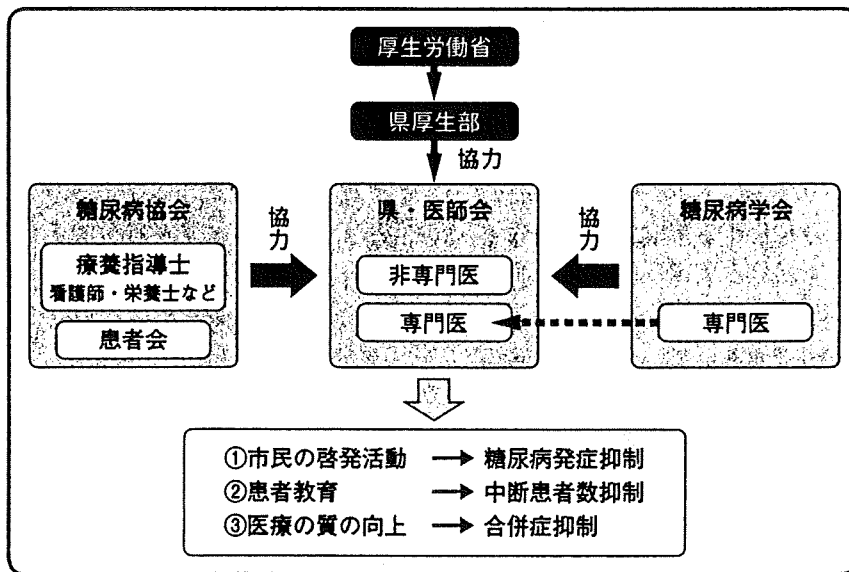 厚生労働省
県厚生部
協力
糖尿病協会
療養指導士
看護師・栄養士など
患者会
協力
県・医師会
非専門医
専門医
協力
糖尿病学会
専門医
①市民の啓発活動 → 糖尿病発症抑制
②患者教育 → 中断患者数抑制
③医療の質の向上 → 合併症抑制